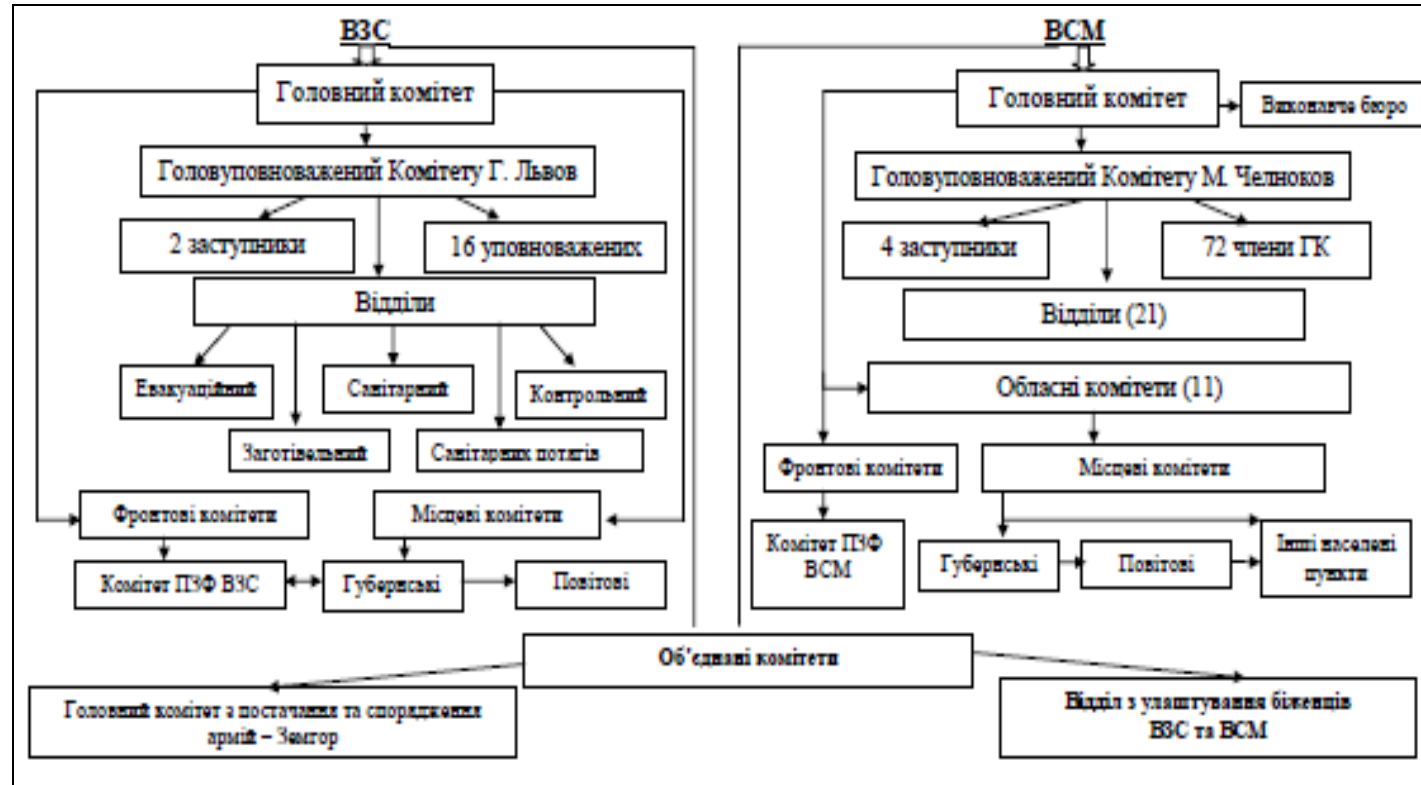 ВЗС
Головний комітет
Головуповноважений Комітету Г. Львов
2 заступники
16 уповноважених
Відділи
Евакуаційний
Санітарний
Контрольний
Заготівельний
Санітарних потягів
Фронтові комітети
Місцеві комітети
Комітет ПЗФ ВЗС
Губернські
Повітові
ВСМ
Головний комітет
Виконавче бюро
Головуповноважений Комітету М. Челноков
4 заступники
72 члени ГК
Відділи (21)
Обласні комітети (11)
Фронтові комітети
Місцеві комітети
Комітет ПЗФ
ВСМ
Губернські
Повітові
Інші населені
пункти
Об'єднані комітети
Головний комітет з постачання та спорядження
армій – Земгор
Відділ з улаштування біженців
ВЗС та ВСМ